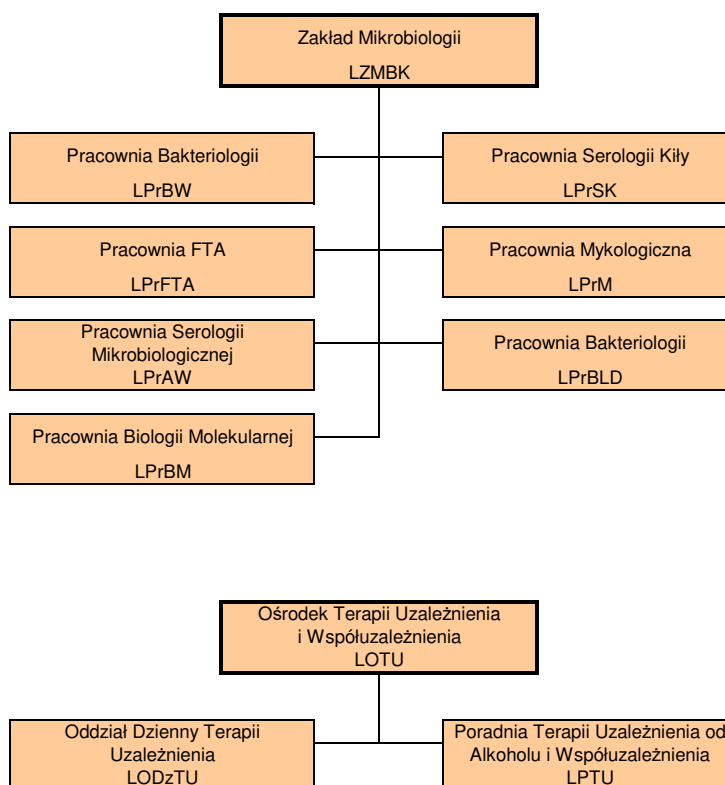 Zakład Mikrobiologii
LZMBK
Pracownia Bakteriologii
LPrBW
Pracownia Serologii Kiły
LPrSK
Pracownia FTA
LPrFTA
Pracownia Mykologiczna
LPrM
Pracownia Serologii
Mikrobiologicznej
LPrAW
Pracownia Bakteriologii
LPrBLD
Pracownia Biologii Molekularnej
LPrBM
Ośrodek Terapii Uzależnienia
i Współuzależnienia
LOTU
Oddział Dzienny Terapii
Uzależnienia
LODzTU
Poradnia Terapii Uzależnienia od
Alkoholu i Współuzależnienia
LPTU